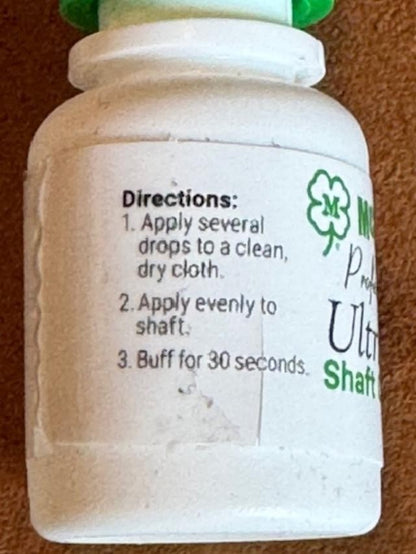 Directions:
1. Apply several
drops to a clean,
dry cloth.
2. Apply evenly to
shaft.
3. Buff for 30 seconds.
M
Shaft